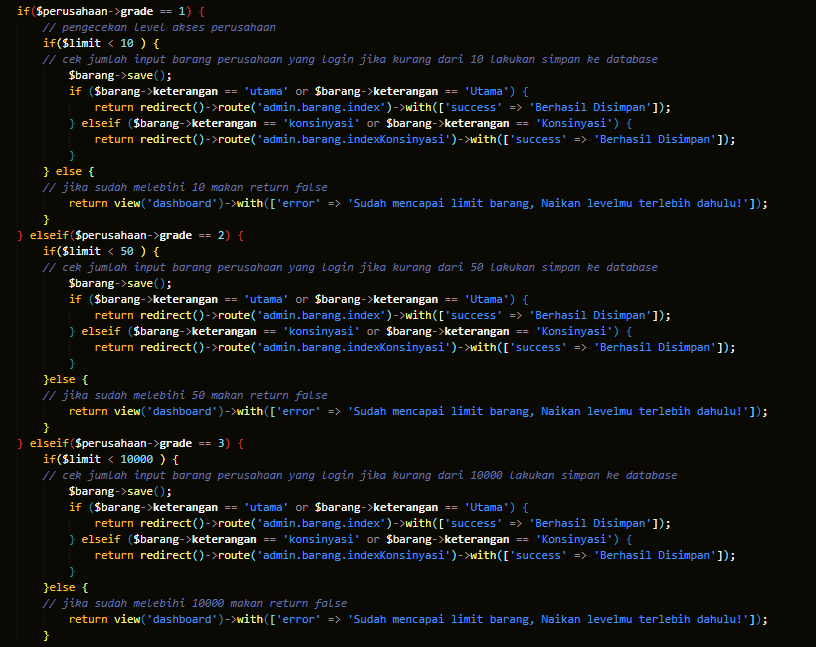 if($perusahaan->grade == 1) {
    // pengecekan level akses perusahaan
    if($limit < 10 ) {
    // cek jumlah input barang perusahaan yang login jika kurang dari 10 lakukan simpan ke database
        $barang->save();
        if ($barang->keterangan == 'utama' or $barang->keterangan == 'Utama') {
            return redirect()->route('admin.barang.index')->with(['success' => 'Berhasil Disimpan']);
        } elseif ($barang->keterangan == 'konsinyasi' or $barang->keterangan == 'Konsinyasi') {
            return redirect()->route('admin.barang.indexKonsinyasi')->with(['success' => 'Berhasil Disimpan']);
        }
    } else {
    // jika sudah melebihi 10 makan return false
        return view('dashboard')->with(['error' => 'Sudah mencapai limit barang, Naikan levelmu terlebih dahulu!']);
    }
} elseif($perusahaan->grade == 2) {
    if($limit < 50 ) {
    // cek jumlah input barang perusahaan yang login jika kurang dari 50 lakukan simpan ke database
        $barang->save();
        if ($barang->keterangan == 'utama' or $barang->keterangan == 'Utama') {
            return redirect()->route('admin.barang.index')->with(['success' => 'Berhasil Disimpan']);
        } elseif ($barang->keterangan == 'konsinyasi' or $barang->keterangan == 'Konsinyasi') {
            return redirect()->route('admin.barang.indexKonsinyasi')->with(['success' => 'Berhasil Disimpan']);
        }
    }else {
    // jika sudah melebihi 50 makan return false
        return view('dashboard')->with(['error' => 'Sudah mencapai limit barang, Naikan levelmu terlebih dahulu!']);
    }
} elseif($perusahaan->grade == 3) {
    if($limit < 10000 ) {
    // cek jumlah input barang perusahaan yang login jika kurang dari 10000 lakukan simpan ke database
        $barang->save();
        if ($barang->keterangan == 'utama' or $barang->keterangan == 'Utama') {
            return redirect()->route('admin.barang.index')->with(['success' => 'Berhasil Disimpan']);
        } elseif ($barang->keterangan == 'konsinyasi' or $barang->keterangan == 'Konsinyasi') {
            return redirect()->route('admin.barang.indexKonsinyasi')->with(['success' => 'Berhasil Disimpan']);
        }
    }else {
    // jika sudah melebihi 10000 makan return false
        return view('dashboard')->with(['error' => 'Sudah mencapai limit barang, Naikan levelmu terlebih dahulu!']);
    }